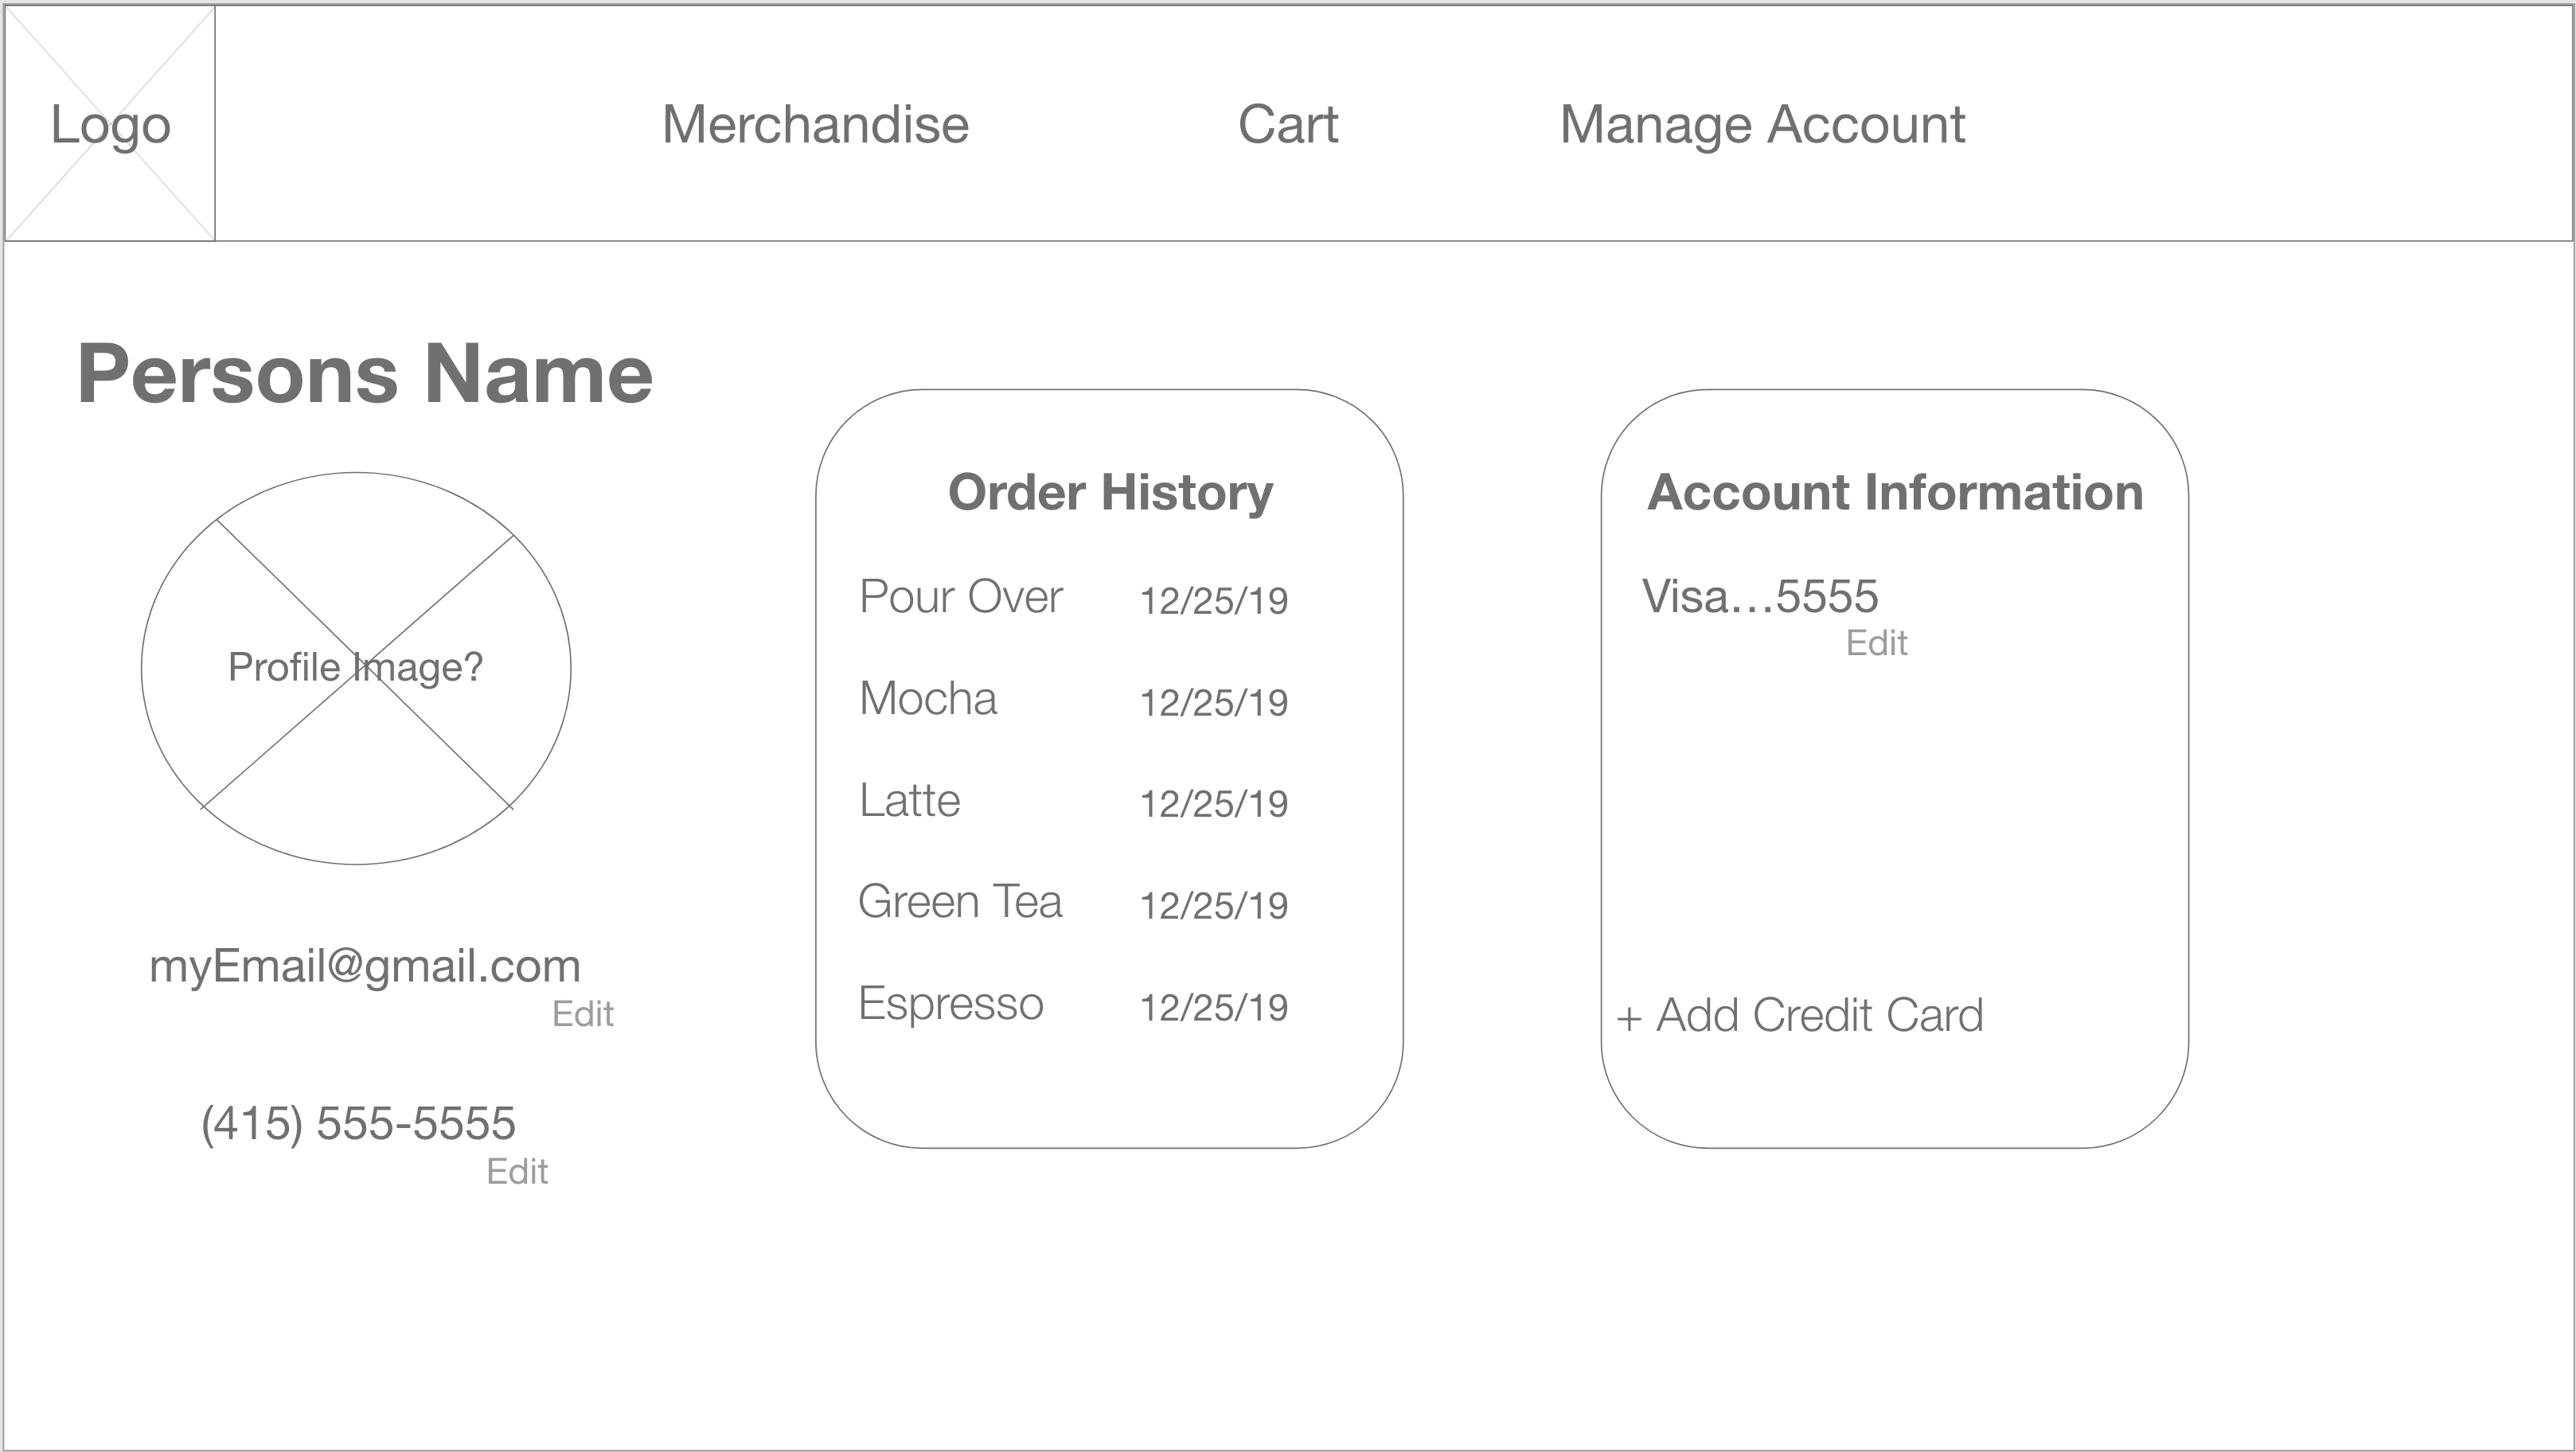 Logo
Merchandise Cart Manage Account
Persons Name
Profile Image?
myEmail@gmail.com
Edit
(415) 555-5555
Edit
Order History
Pour Over 12/25/19
Mocha 12/25/19
Latte 12/25/19
Green Tea 12/25/19
Espresso 12/25/19
Account Information
Visa...5555
Edit
+ Add Credit Card